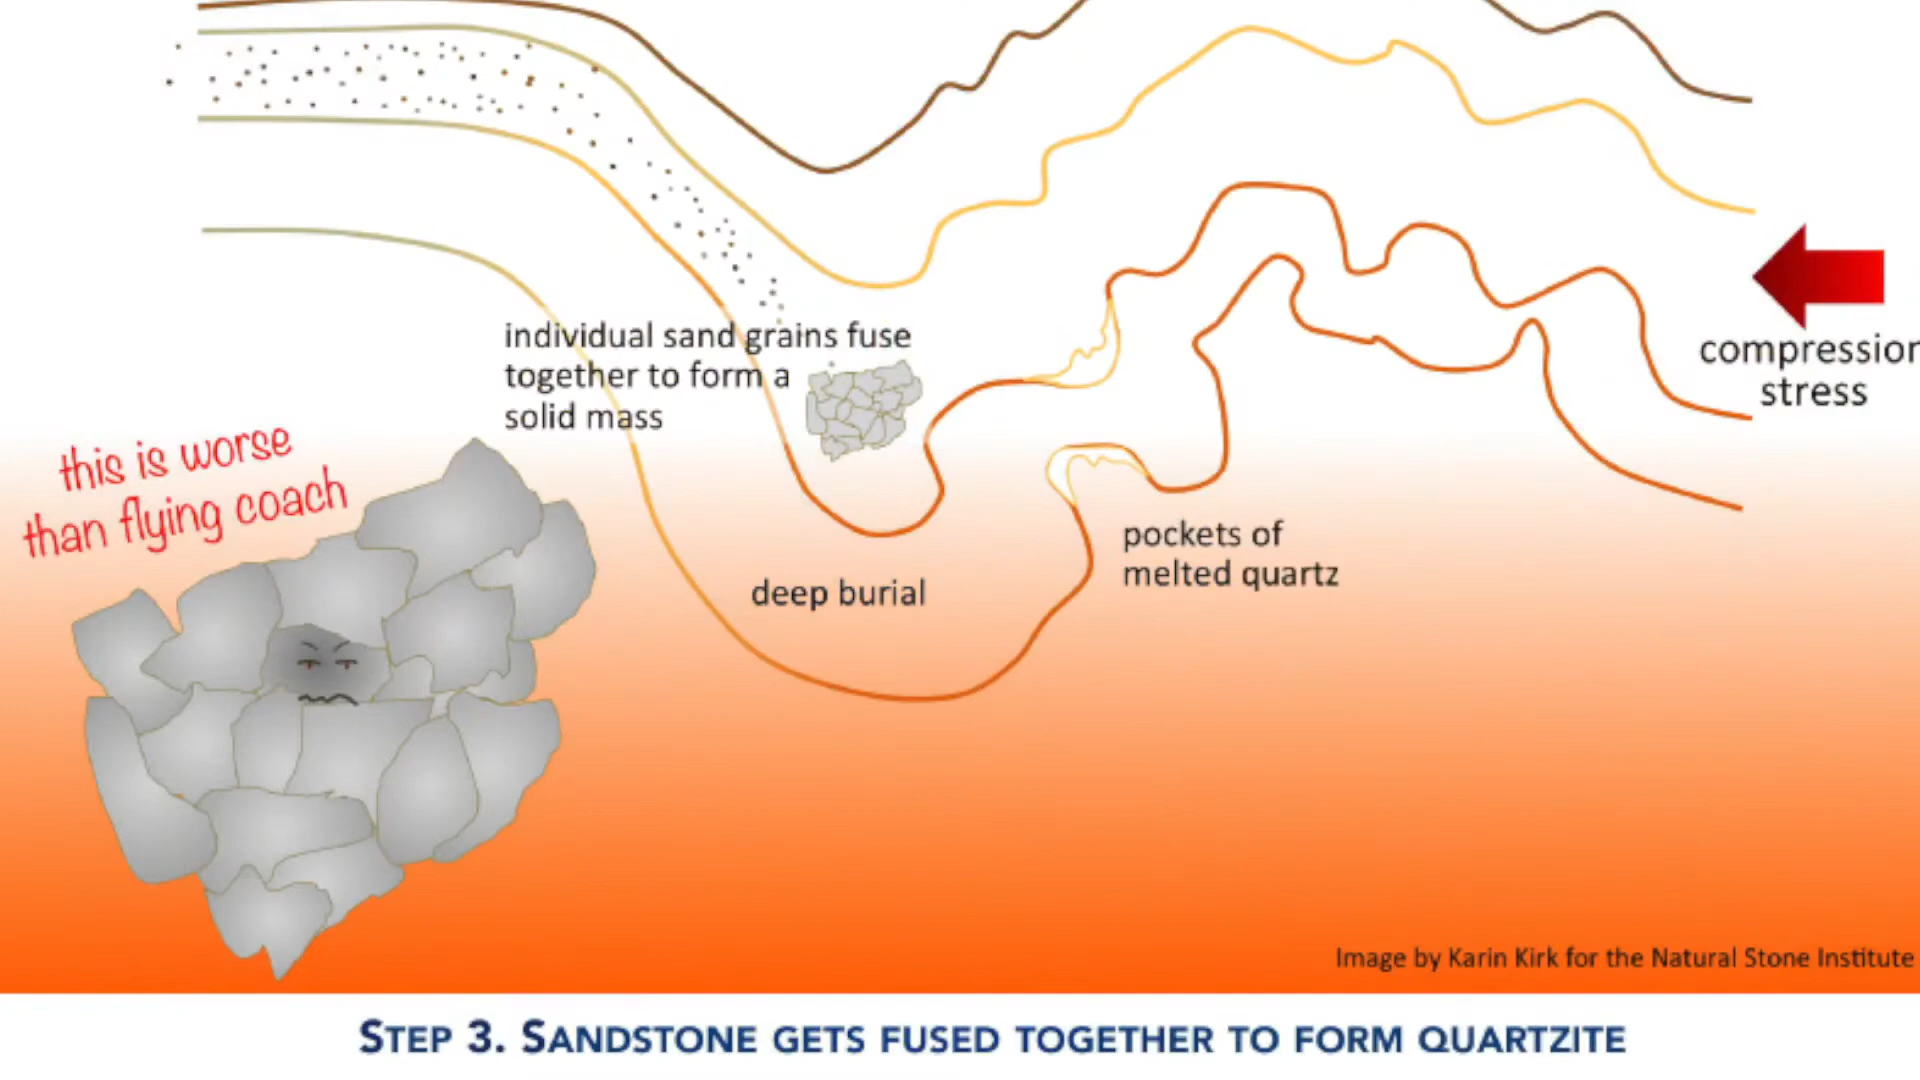 individual sand grains fuse
together to form a
solid mass
compression
stress
this is worse
than flying coach
pockets of
melted quartz
deep burial
Image by Karin Kirk for the Natural Stone Institute
STEP 3. SANDSTONE GETS FUSED TOGETHER TO FORM QUARTZITE